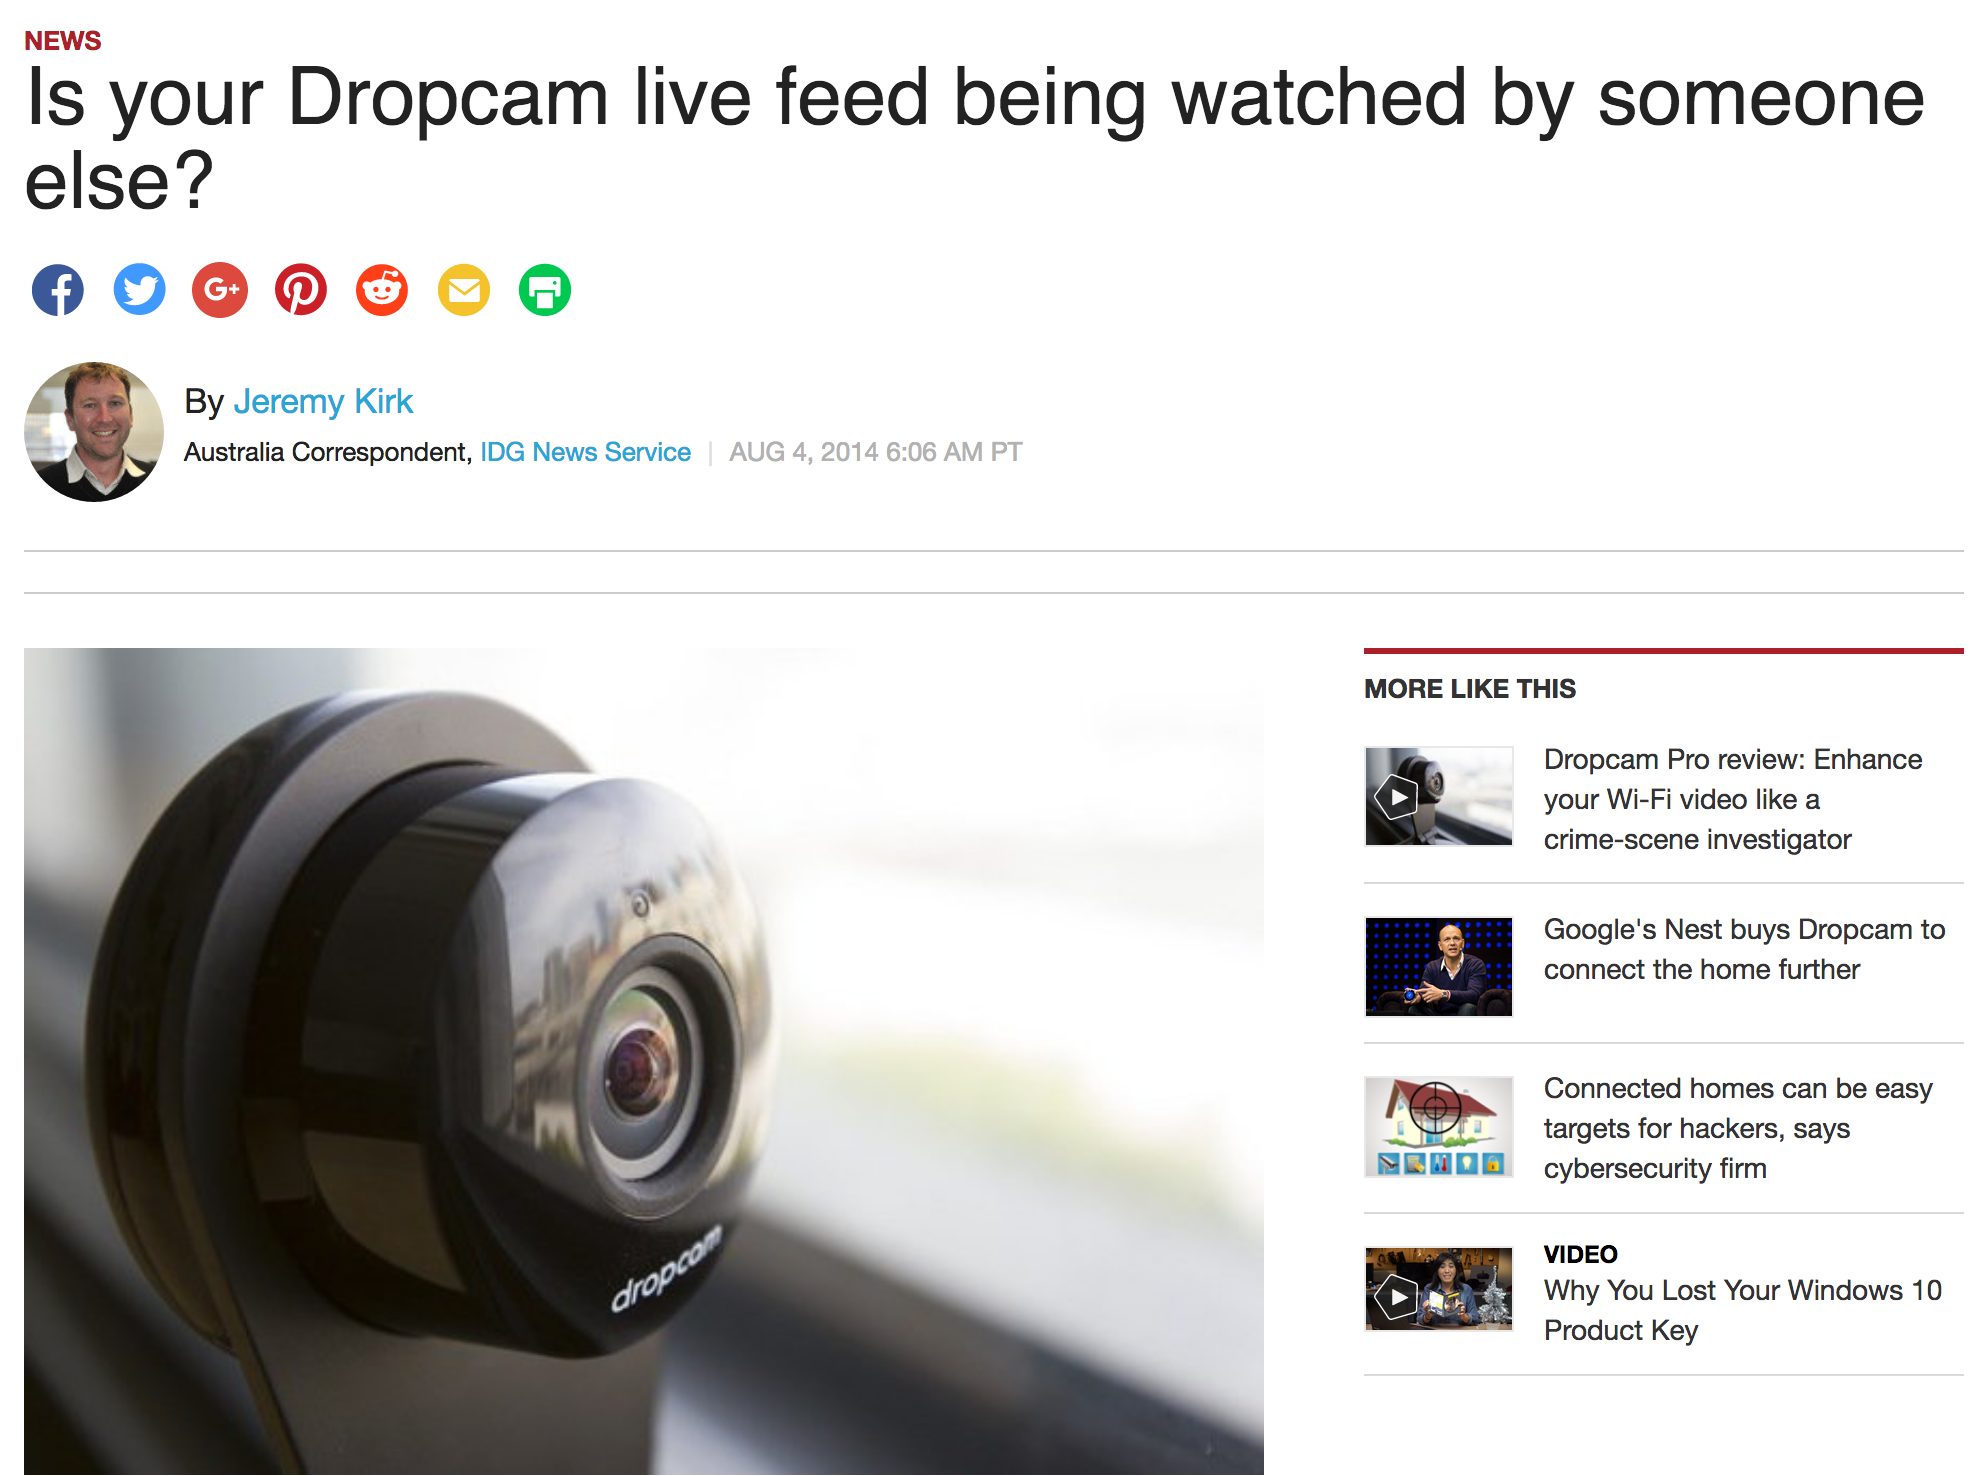 NEWS
Is your Dropcam live feed being watched by someone
else?
G+
By Jeremy Kirk
Australia Correspondent, IDG News Service | AUG 4, 2014 6:06 AM PT
dropcam
MORE LIKE THIS
Dropcam Pro review: Enhance
your Wi-Fi video like a
crime-scene investigator
Google's Nest buys Dropcam to
connect the home further
Connected homes can be easy
targets for hackers, says
cybersecurity firm
VIDEO
Why You Lost Your Windows 10
Product Key